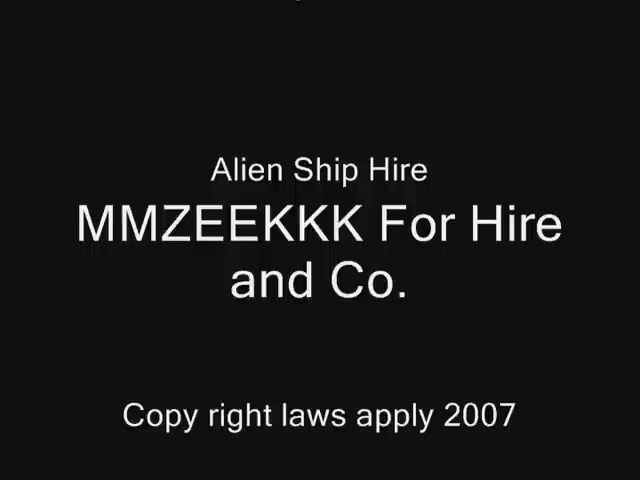 Alien Ship Hire
MMZEEKKK For Hire
and Co.
Copy right laws apply 2007